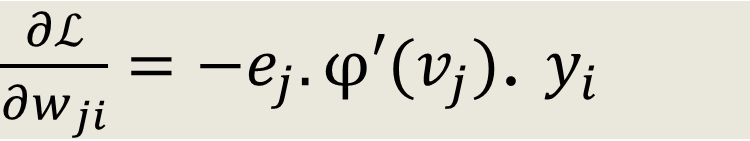 ∂ℒ/∂w_ji = −e_j. φ′(v_j). y_i